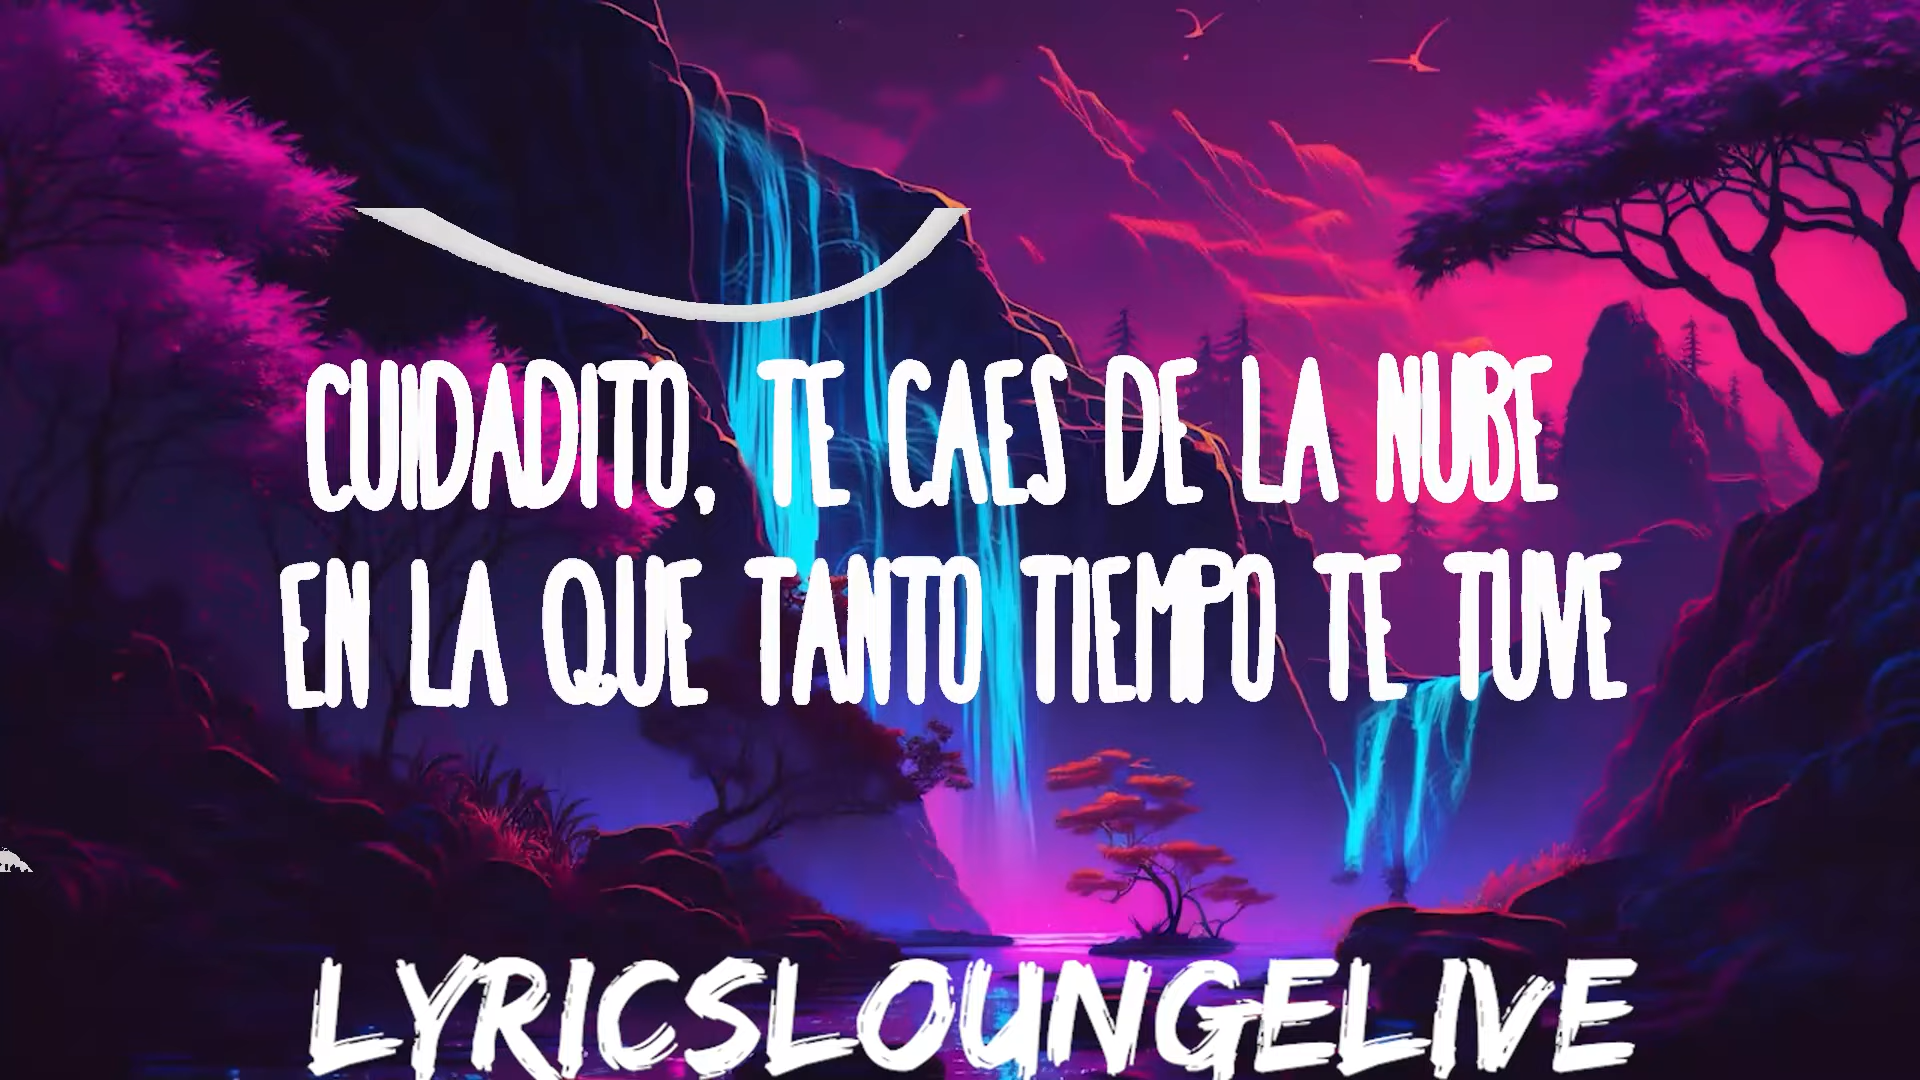 CUIDADITO, TE CAES DE LA NUBE
EN LA QUE TANTO TIEMPO TE TUVE
LYRICSLOUNGELIVE